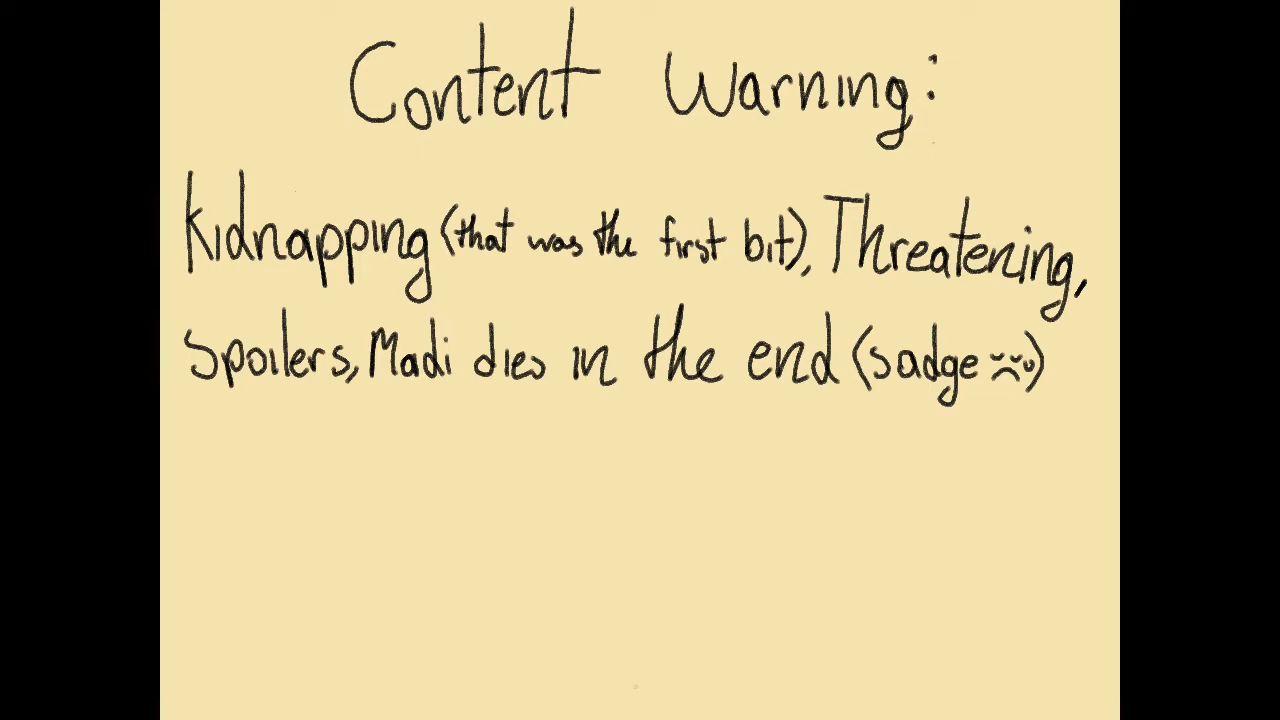 Content Warning:
Kidnapping (that was the first bit), Threatening,
Spoilers, Madi dies in the end (sadge )